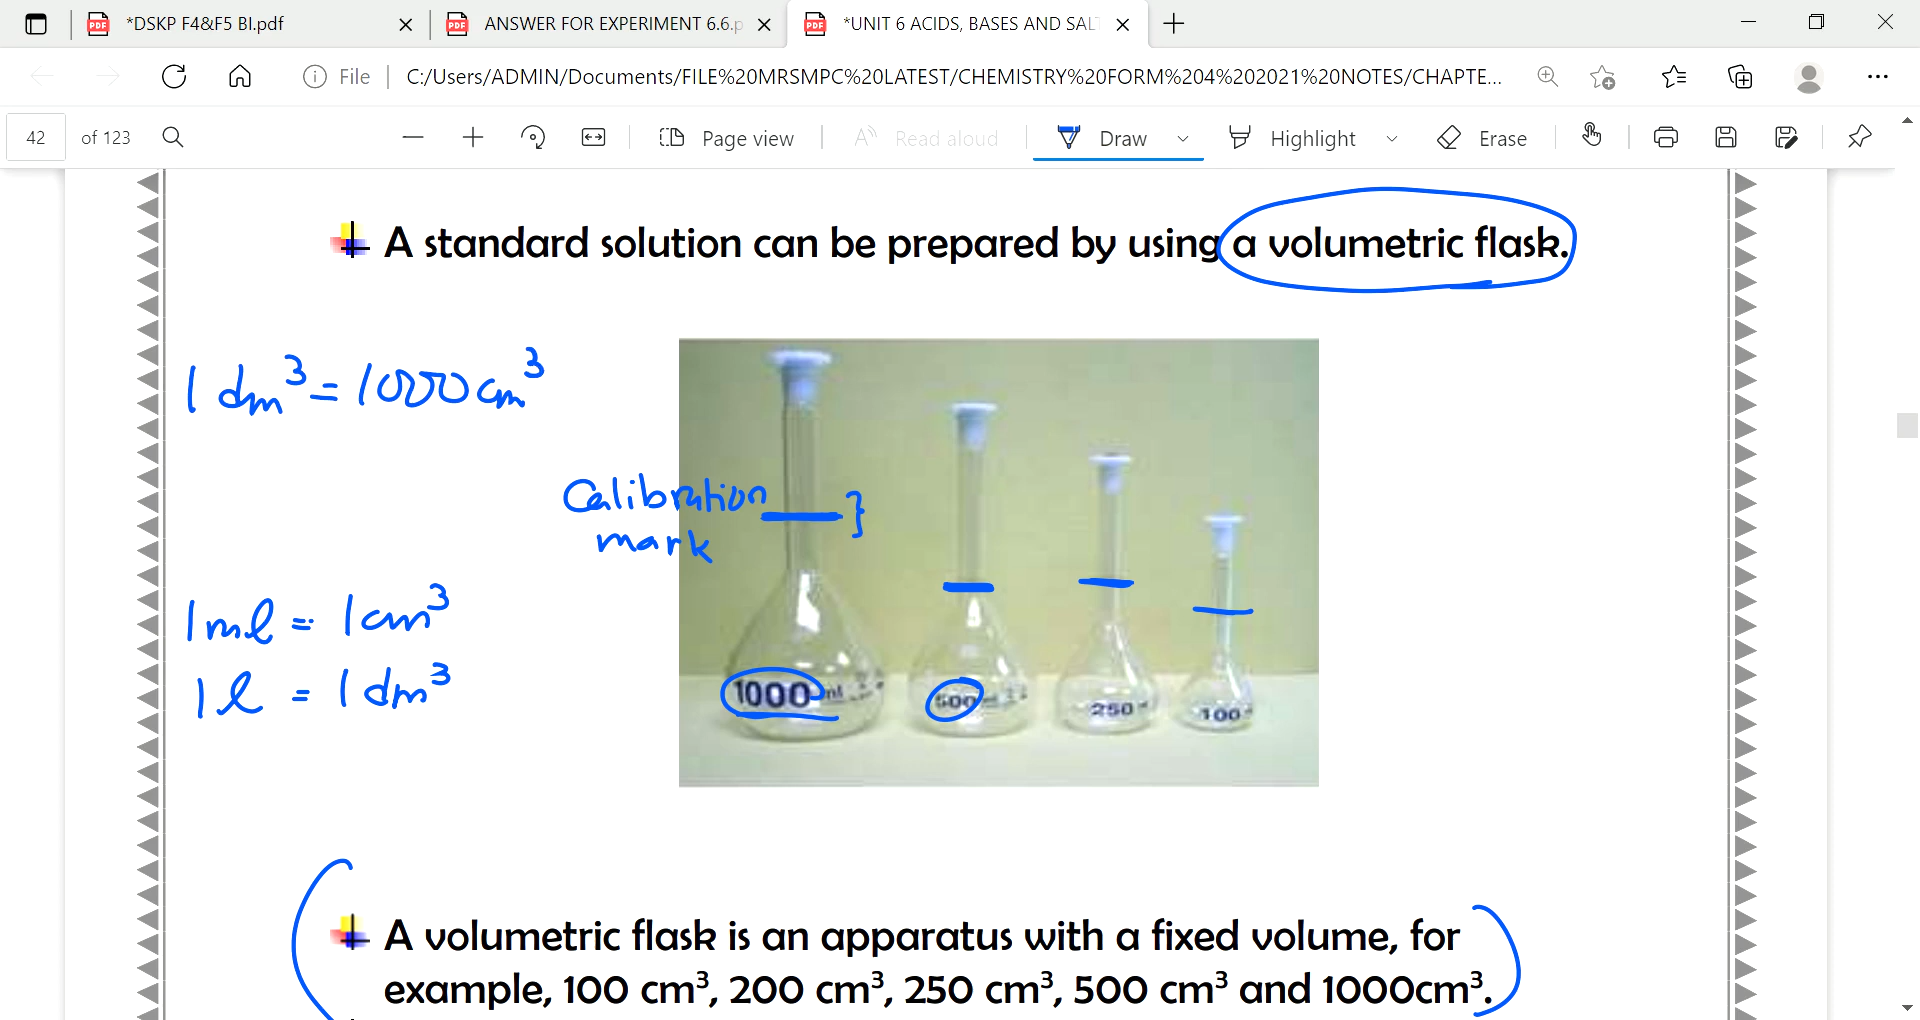 *DSKP F4&F5 BI.pdf
ANSWER FOR EXPERIMENT 6.6.p
*UNIT 6 ACIDS, BASES AND SAL
File
C:/Users/ADMIN/Documents/FILE%20MRSMPC%20LATEST/CHEMISTRY%20FORM%204%202021%20NOTES/CHAPTE...
42 of 123
Page view
Read aloud
Draw
Highlight
Erase
A standard solution can be prepared by using a volumetric flask.
1 dm³ = 1000 cm³
Calibration
mark
1 ml = 1 cm³
1 l = 1 dm³
1000 ml
500
250
100
A volumetric flask is an apparatus with a fixed volume, for
example, 100 cm³, 200 cm³, 250 cm³, 500 cm³ and 1000cm³.